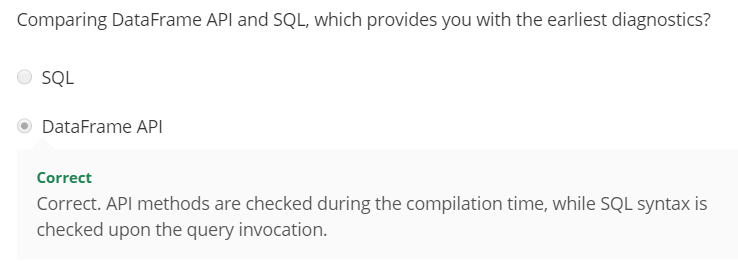 Comparing DataFrame API and SQL, which provides you with the earliest diagnostics?
SQL
DataFrame API
Correct
Correct. API methods are checked during the compilation time, while SQL syntax is
checked upon the query invocation.